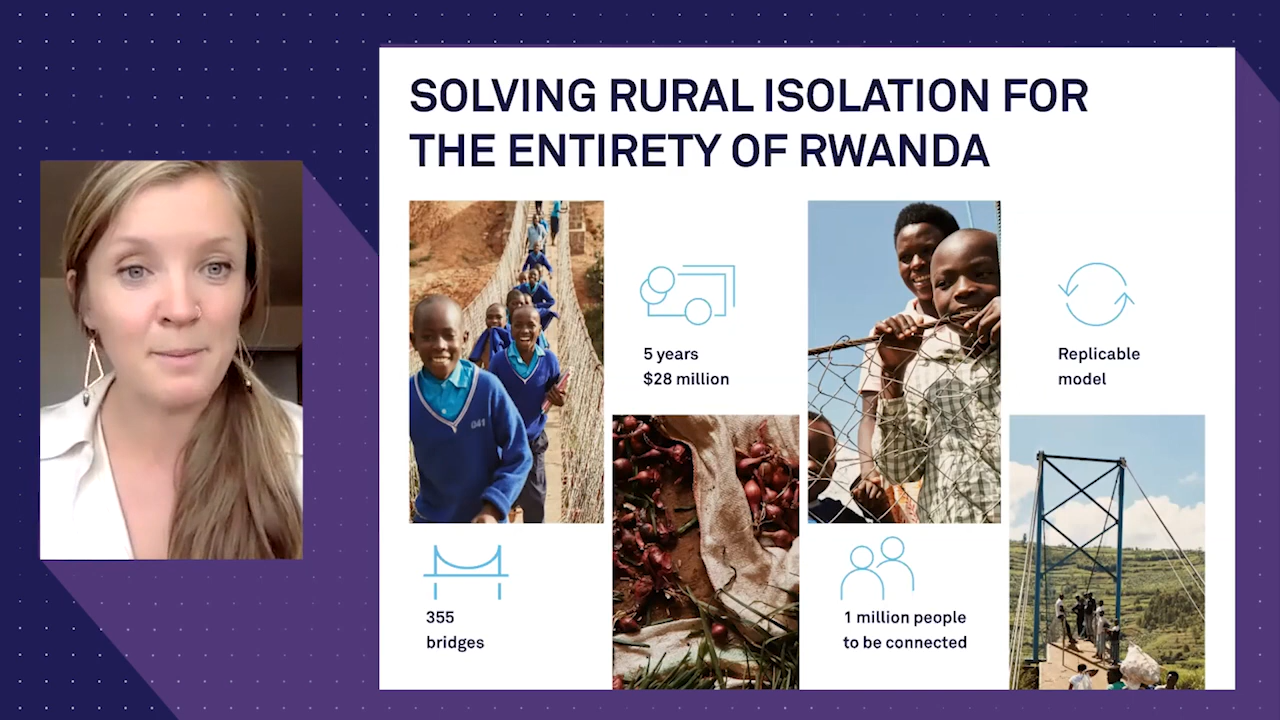 SOLVING RURAL ISOLATION FOR
THE ENTIRETY OF RWANDA
5 years
$28 million
Replicable
model
041
355
bridges
1 million people
to be connected